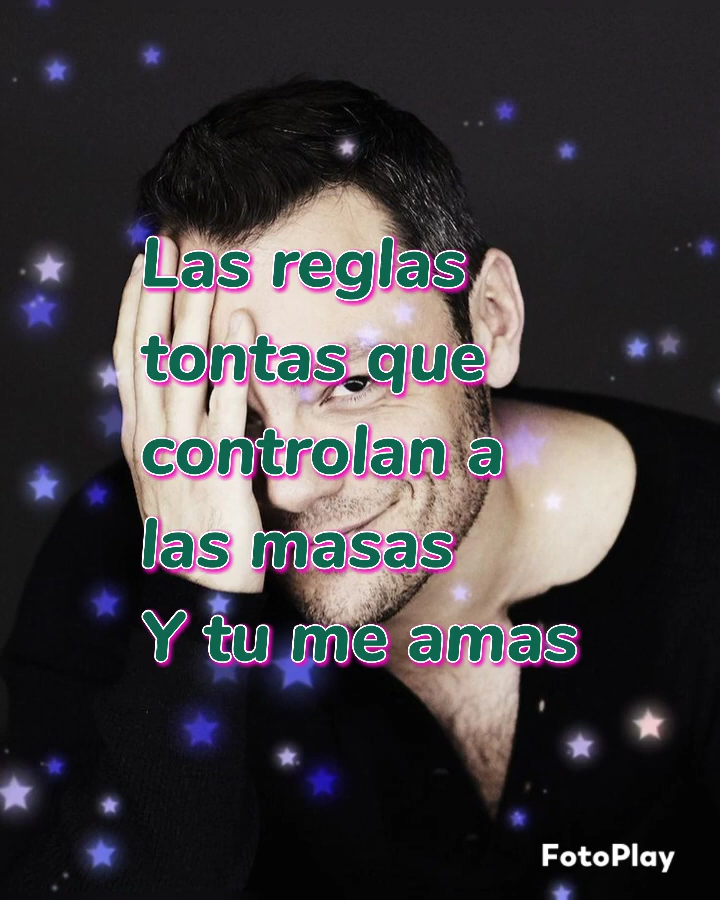 Las reglas
tontas que
controlan a
las masas
Y tu me amas
FotoPlay